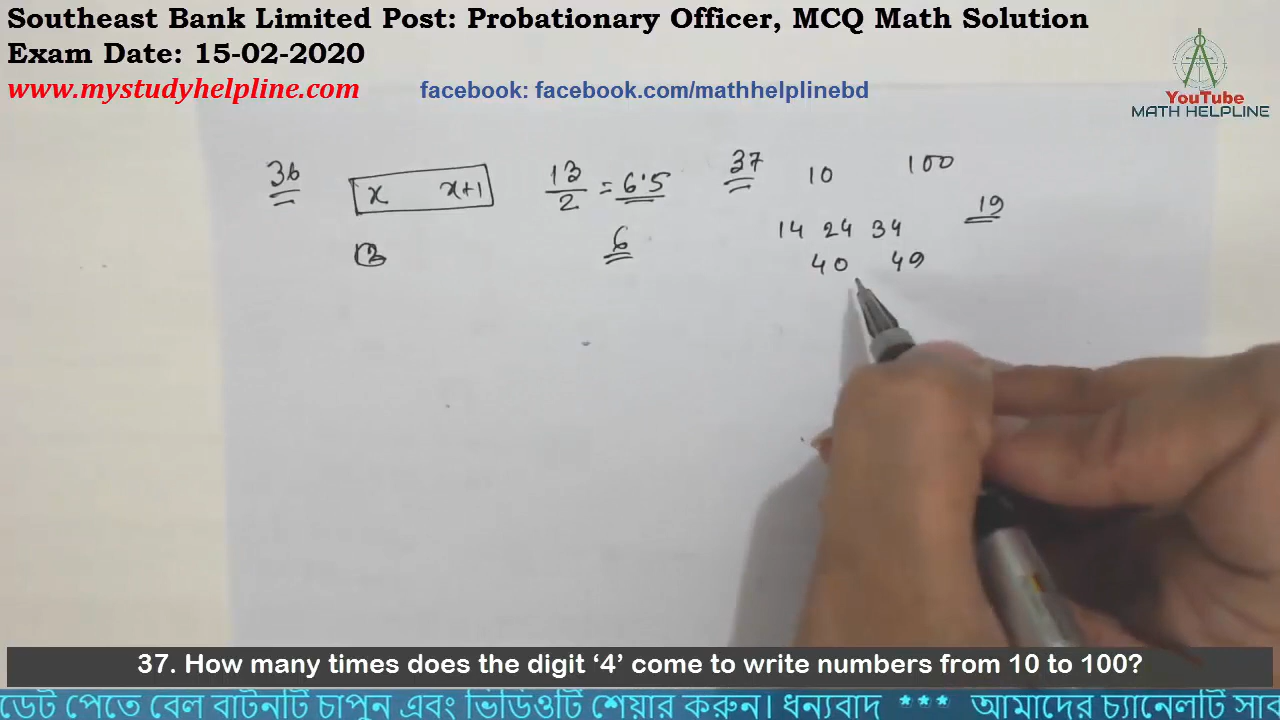 Southeast Bank Limited Post: Probationary Officer, MCQ Math Solution
Exam Date: 15-02-2020
www.mystudyhelpline.com facebook: facebook.com/mathhelplinebd
YouTube
MATH HELPLINE
36 x x+1 13/2 = 6.5 37 10 100
19
14 24 34
6 40 49
37. How many times does the digit ‘4’ come to write numbers from 10 to 100?
ডেট পেতে বেল বাটনটি চাপুন এবং ভিডিওটি শেয়ার করুন। ধন্যবাদ *** আমাদের চ্যানেলটি সাব